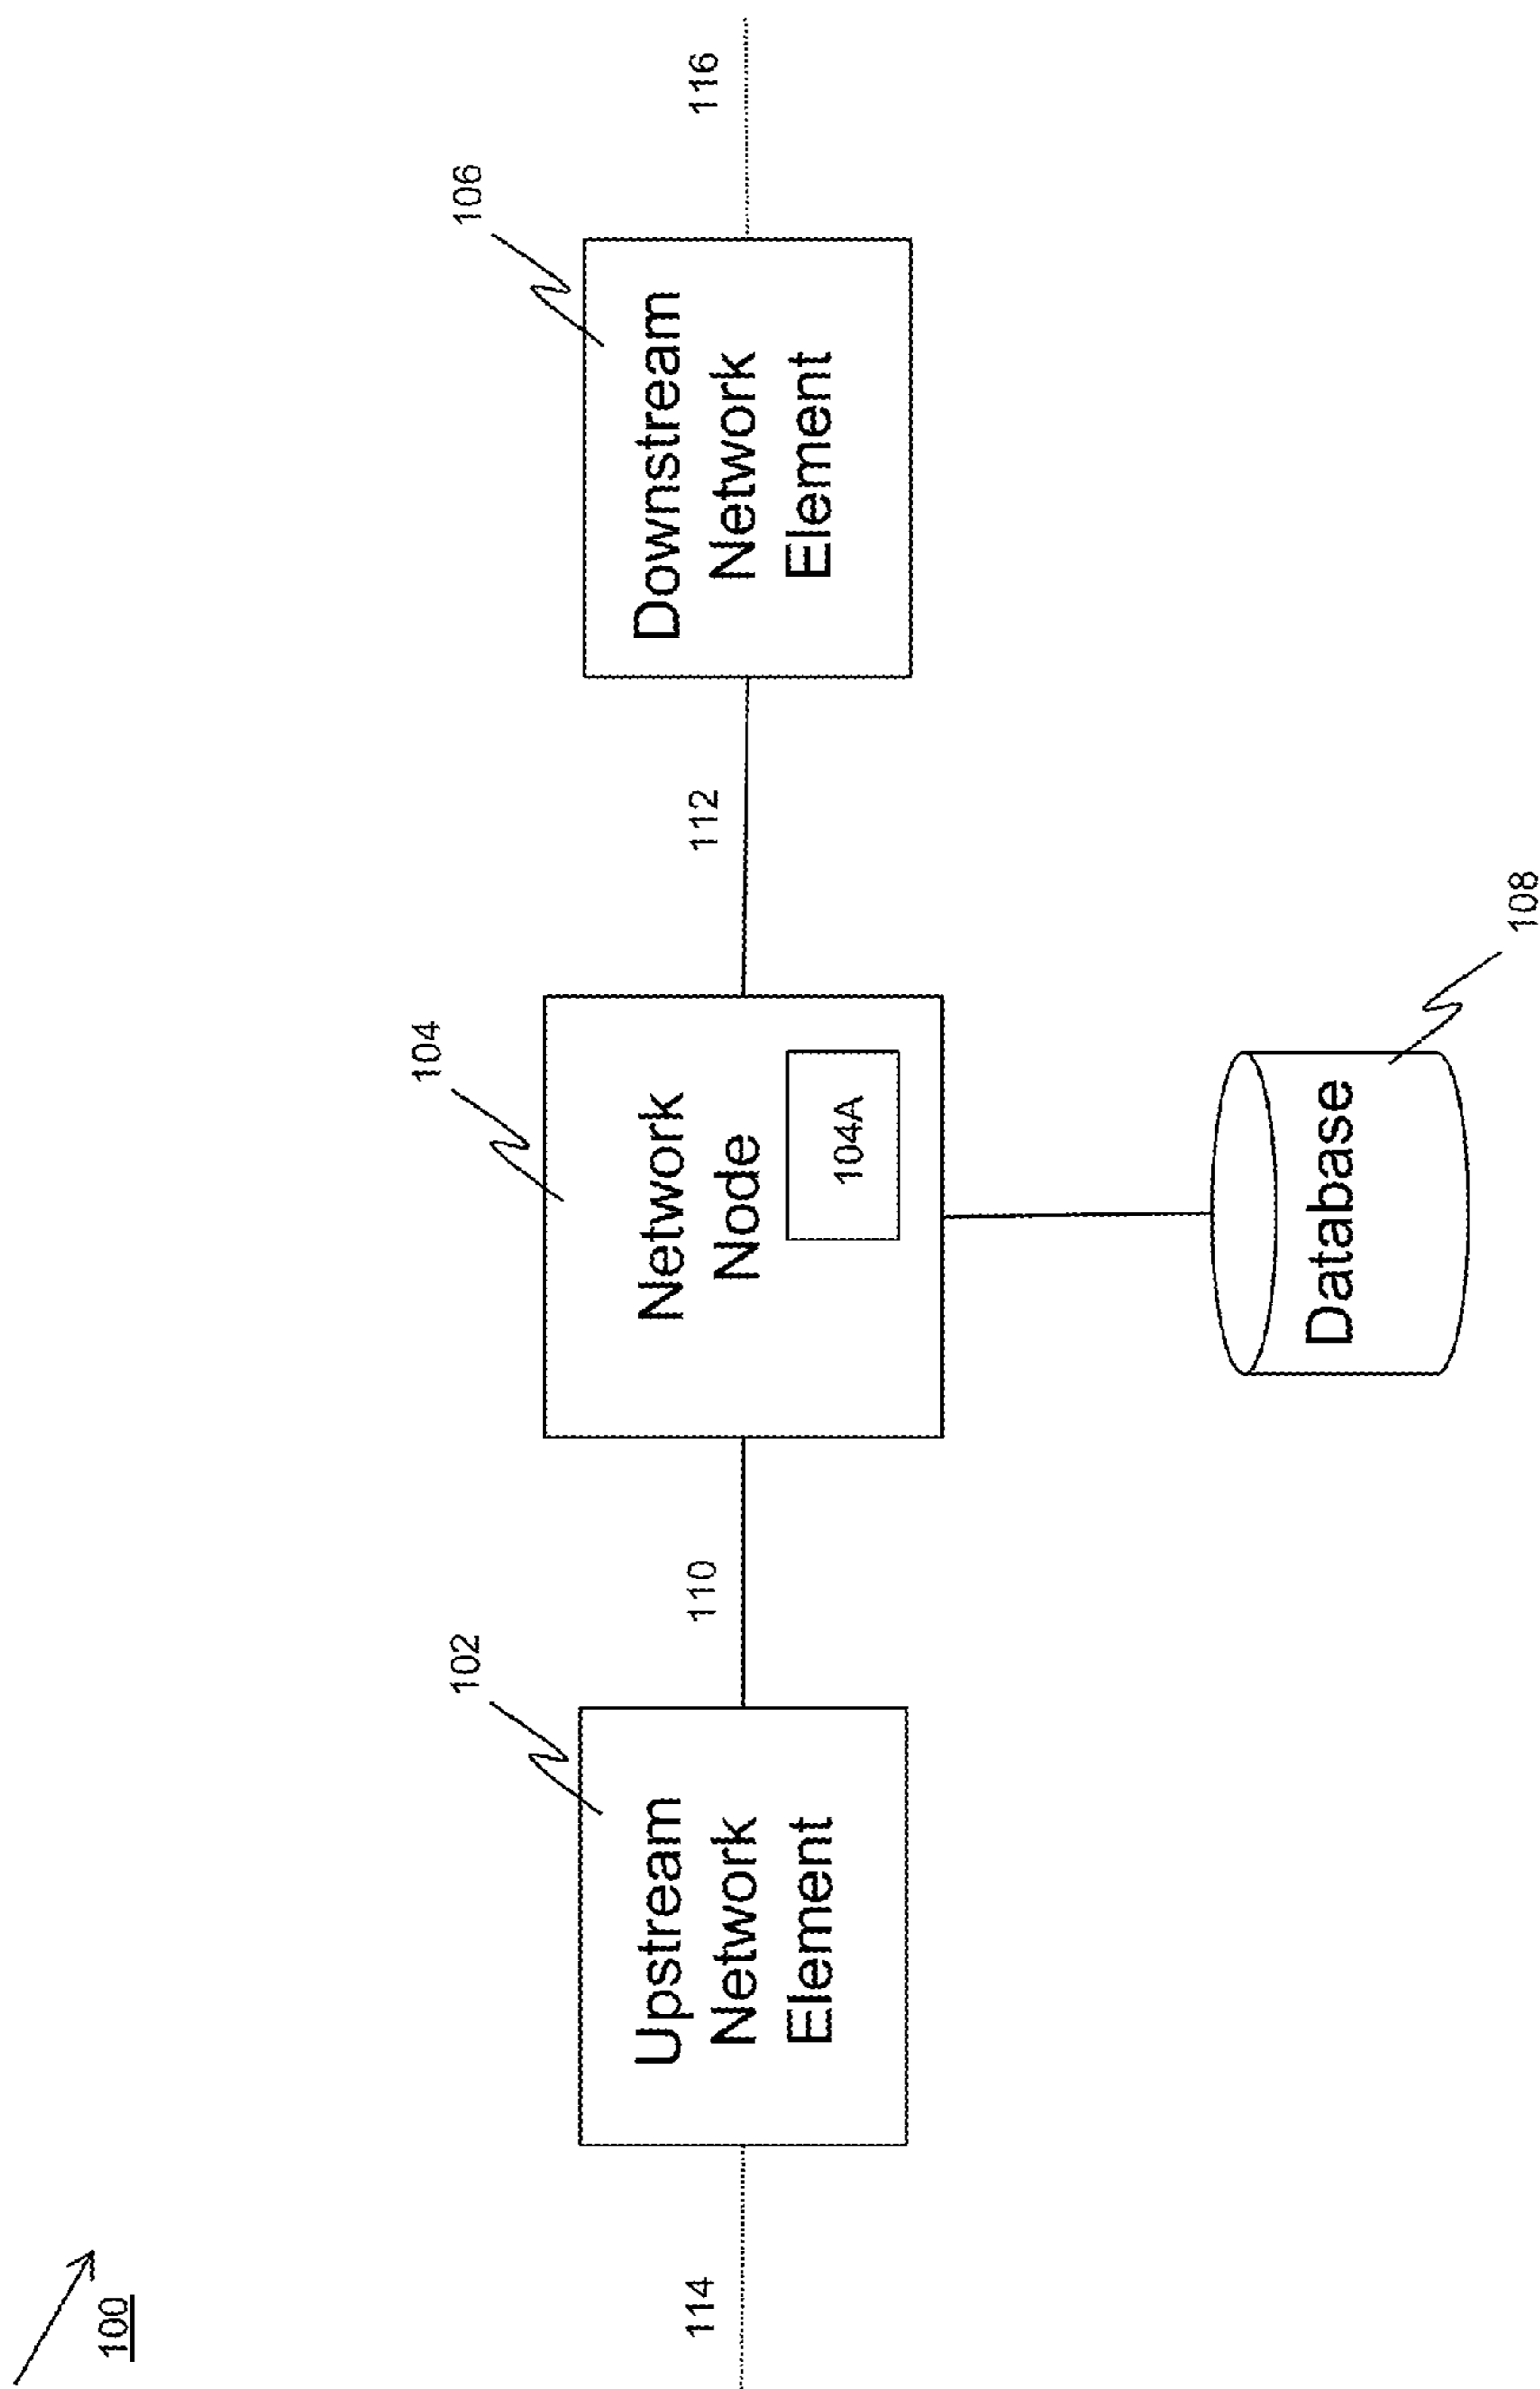 100
114
102
Upstream
Network
Element
110
104
Network
Node
104A
112
106
Downstream
Network
Element
116
Database
108